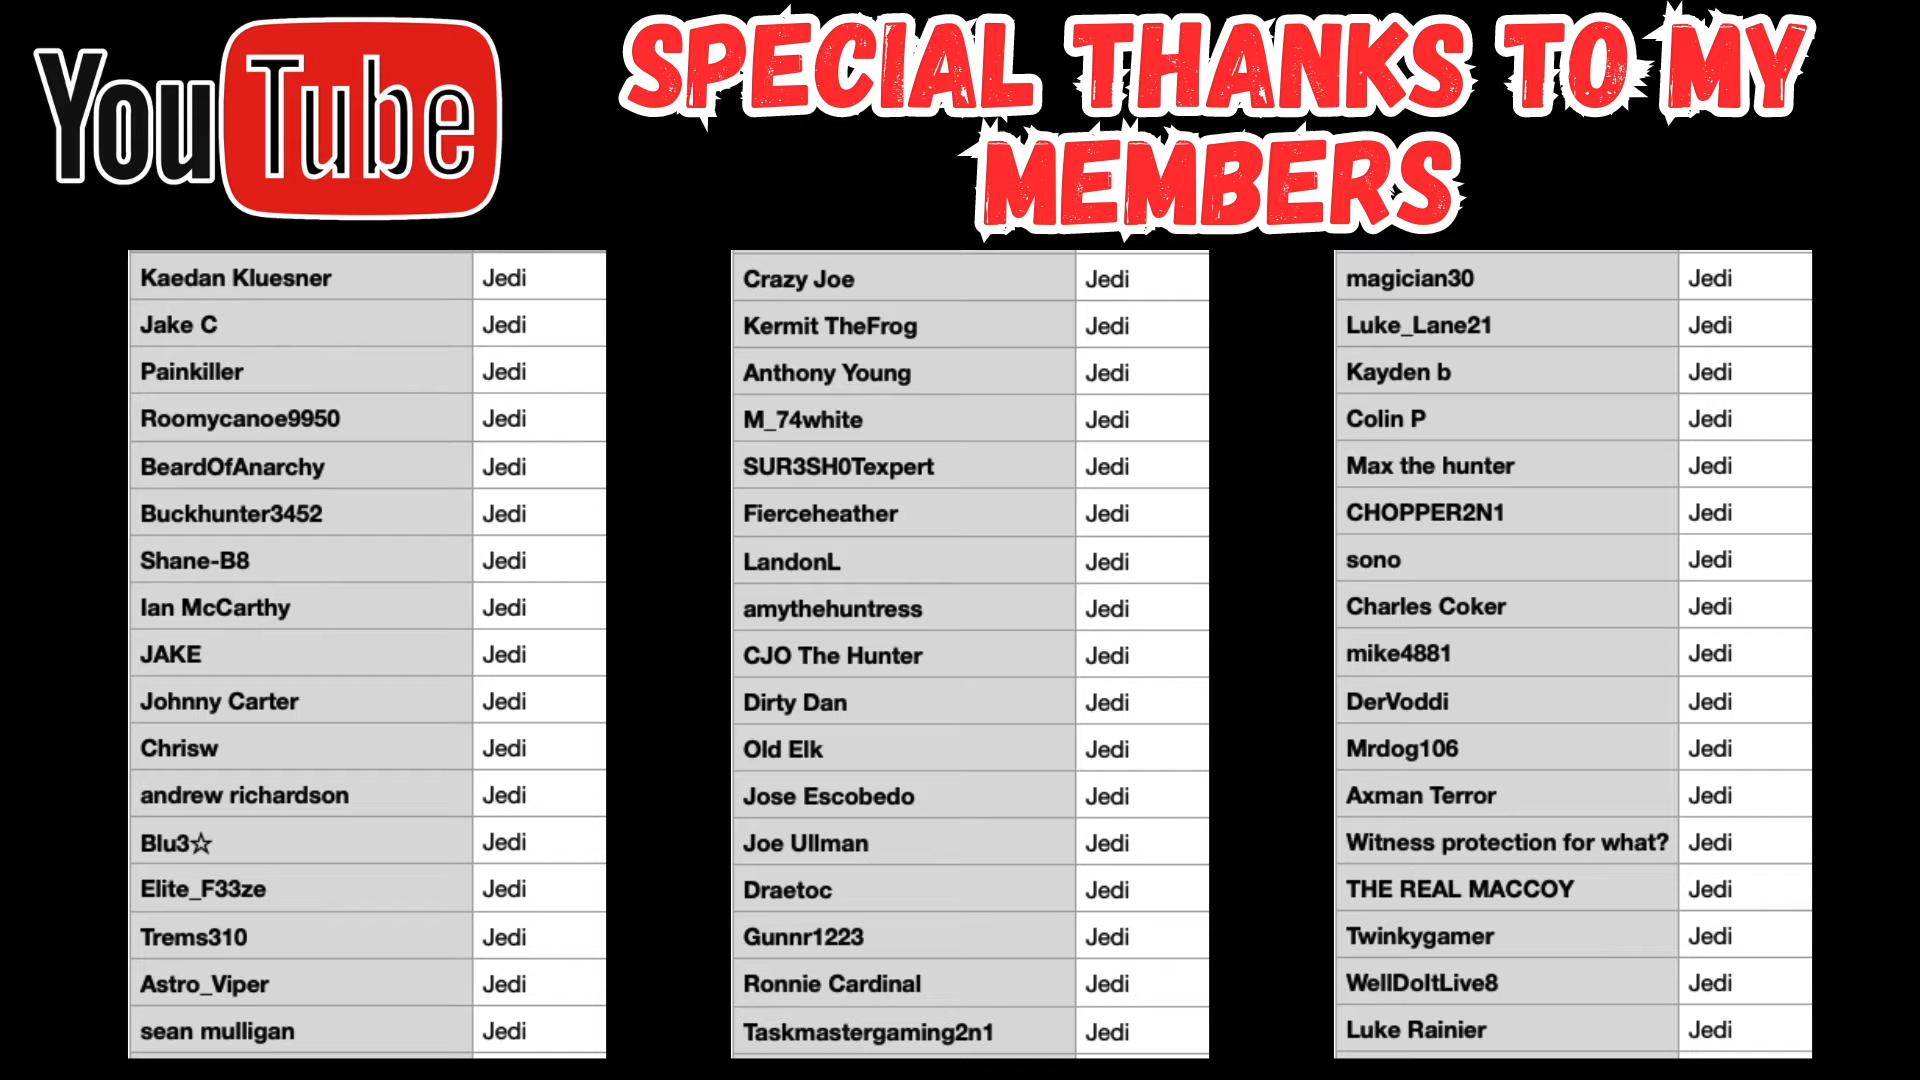 YouTube
SPECIAL THANKS TO MY
MEMBERS
Kaedan Kluesner Jedi
Jake C Jedi
Painkiller Jedi
Roomycanoe9950 Jedi
BeardOfAnarchy Jedi
Buckhunter3452 Jedi
Shane-B8 Jedi
Ian McCarthy Jedi
JAKE Jedi
Johnny Carter Jedi
Chrisw Jedi
andrew richardson Jedi
Blu3☆ Jedi
Elite_F33ze Jedi
Trems310 Jedi
Astro_Viper Jedi
sean mulligan Jedi
Crazy Joe Jedi
Kermit TheFrog Jedi
Anthony Young Jedi
M_74white Jedi
SUR3SH0Texpert Jedi
Fierceheather Jedi
LandonL Jedi
amythehuntress Jedi
CJO The Hunter Jedi
Dirty Dan Jedi
Old Elk Jedi
Jose Escobedo Jedi
Joe Ullman Jedi
Draetoc Jedi
Gunnr1223 Jedi
Ronnie Cardinal Jedi
Taskmastergaming2n1 Jedi
magician30 Jedi
Luke_Lane21 Jedi
Kayden b Jedi
Colin P Jedi
Max the hunter Jedi
CHOPPER2N1 Jedi
sono Jedi
Charles Coker Jedi
mike4881 Jedi
DerVoddi Jedi
Mrdog106 Jedi
Axman Terror Jedi
Witness protection for what? Jedi
THE REAL MACCOY Jedi
Twinkygamer Jedi
WellDoItLive8 Jedi
Luke Rainier Jedi